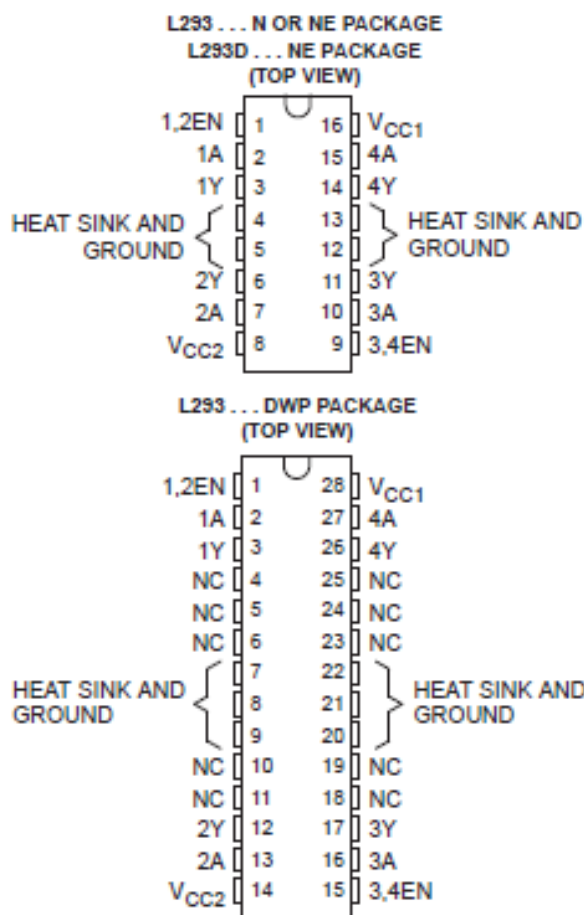 L293 . . . N OR NE PACKAGE
L293D . . . NE PACKAGE
(TOP VIEW)
1,2EN 1 16 VCC1
1A 2 15 4A
1Y 3 14 4Y
HEAT SINK AND GROUND 4 13 HEAT SINK AND GROUND
5 12
2Y 6 11 3Y
2A 7 10 3A
VCC2 8 9 3,4EN
L293 . . . DWP PACKAGE
(TOP VIEW)
1,2EN 1 28 VCC1
1A 2 27 4A
1Y 3 26 4Y
NC 4 25 NC
NC 5 24 NC
NC 6 23 NC
7 22
HEAT SINK AND GROUND 8 21 HEAT SINK AND GROUND
9 20
NC 10 19 NC
NC 11 18 NC
2Y 12 17 3Y
2A 13 16 3A
VCC2 14 15 3,4EN